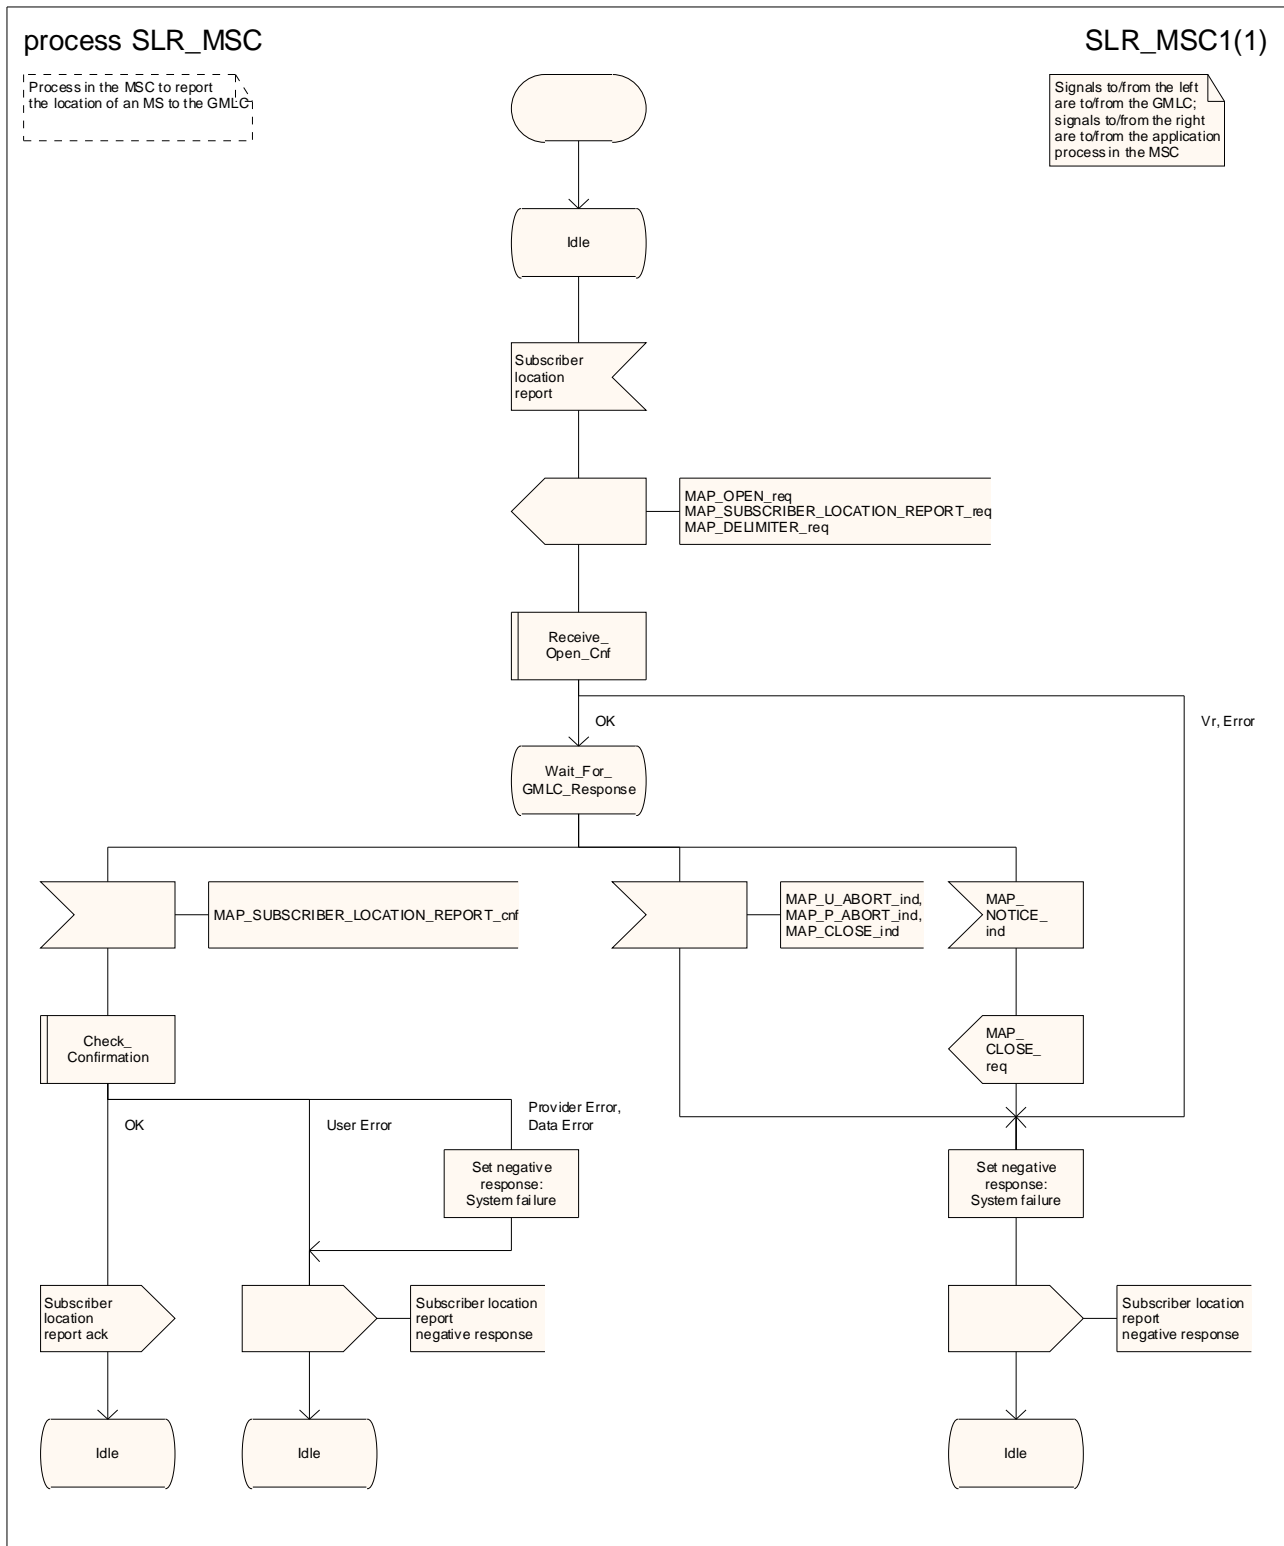 process SLR_MSC
SLR_MSC1(1)
Process in the MSC to report
the location of an MS to the GMLC
Signals to/from the left
are to/from the GMLC;
signals to/from the right
are to/from the application
process in the MSC
Idle
Subscriber
location
report
MAP_OPEN_req
MAP_SUBSCRIBER_LOCATION_REPORT_req
MAP_DELIMITER_req
Receive_
Open_Cnf
OK
Vr, Error
Wait_For_
GMLC_Response
MAP_SUBSCRIBER_LOCATION_REPORT_cnf
MAP_U_ABORT_ind,
MAP_P_ABORT_ind,
MAP_CLOSE_ind
MAP_
NOTICE_
ind
Check_
Confirmation
MAP_
CLOSE_
req
OK
User Error
Provider Error,
Data Error
Set negative
response:
System failure
Set negative
response:
System failure
Subscriber
location
report ack
Subscriber location
report
negative response
Subscriber location
report
negative response
Idle
Idle
Idle